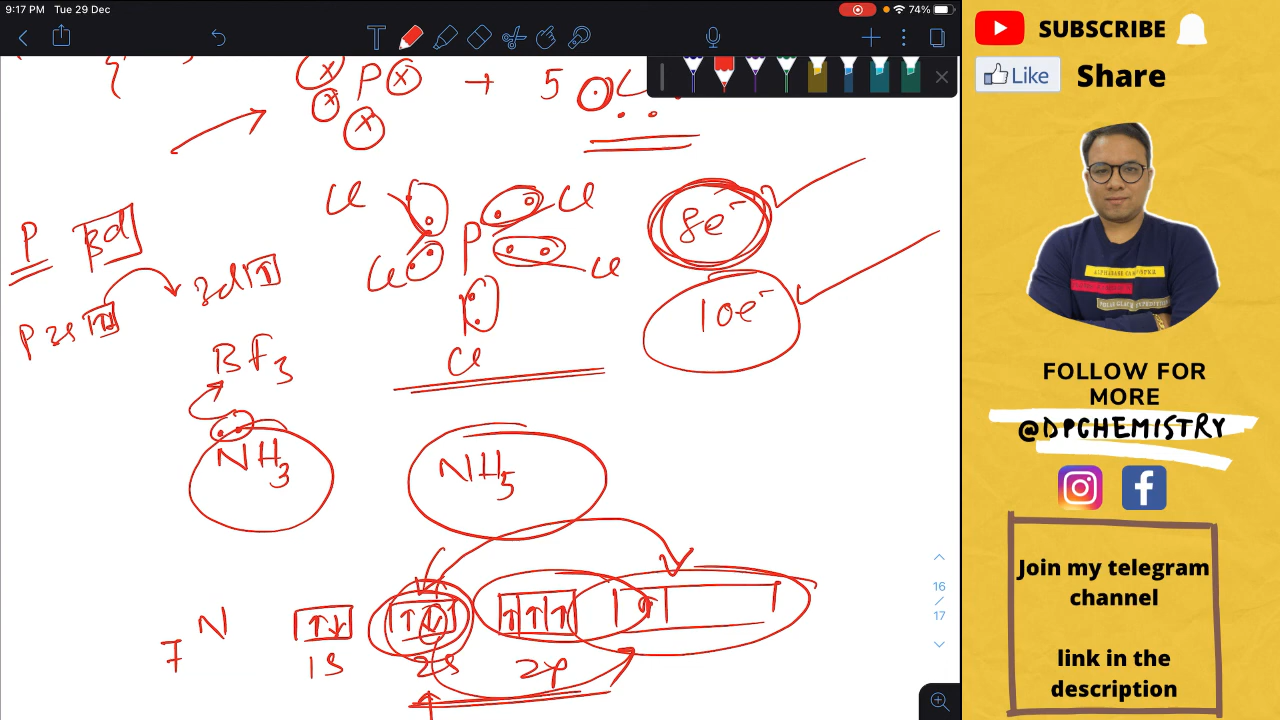 9:17 PM Tue 29 Dec
74%
P + 5 Cl
Cl Cl
P
Cl Cl
Cl
8e⁻
10e⁻
P 3d
3d
P 3s
BF₃
NH₃
NH₅
₇N
1s 2s 2p
16
/
17
SUBSCRIBE
Like Share
FOLLOW FOR
MORE
@DPCHEMISTRY
Join my telegram
channel
link in the
description